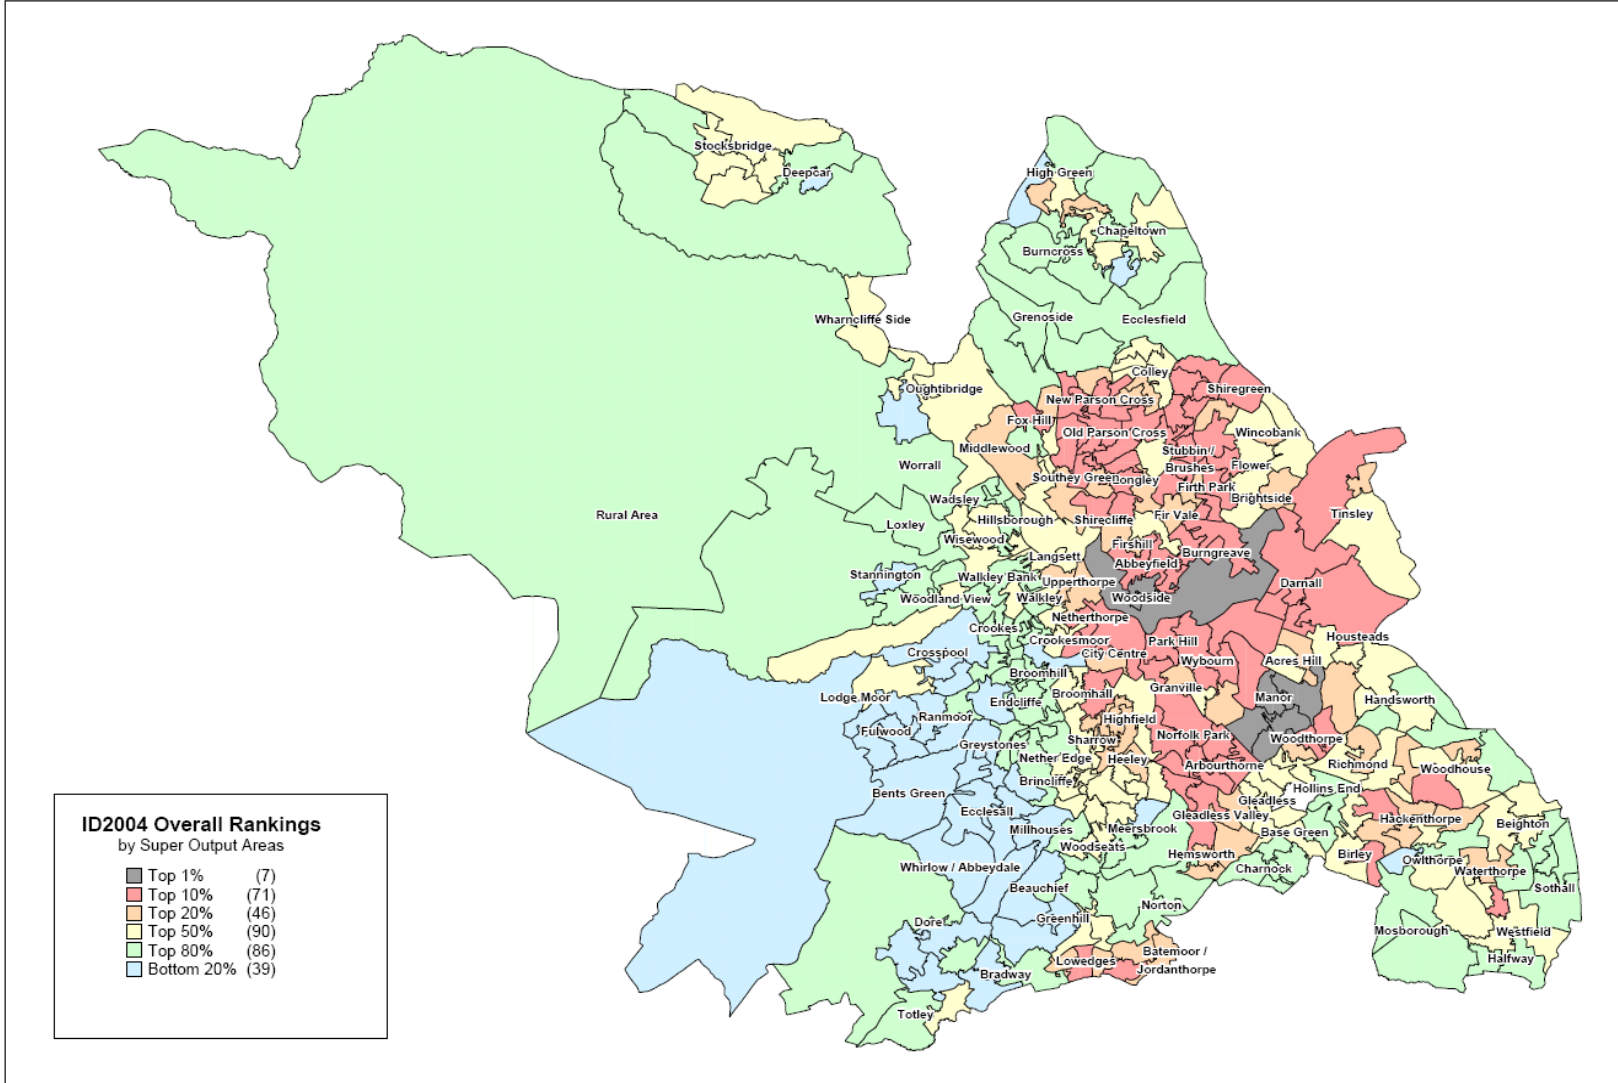 Stocksbridge
Deepcar
High Green
Chapeltown
Burncross
Wharncliffe Side
Grenoside
Ecclesfield
Colley
Oughtibridge
Shiregreen
New Parson Cross
Fox Hill
Old Parson Cross
Wincobank
Middlewood
Stubbin /
Brushes
Worrall
Flower
Southey Green
Longley
Firth Park
Wadsley
Brightside
Rural Area
Tinsley
Loxley
Hillsborough
Shirecliffe
Fir Vale
Wisewood
Firshill
Burngreave
Langsett
Abbeyfield
Stannington
Walkley Bank
Upperthorpe
Darnall
Woodland View
Walkley
Woodside
Netherthorpe
Crookes
Crookesmoor
Park Hill
Housteads
Crosspool
City Centre
Wybourn
Acres Hill
Broomhill
Granville
Lodge Moor
Endcliffe
Broomhall
Manor
Handsworth
Ranmoor
Highfield
Fulwood
Norfolk Park
Woodthorpe
Greystones
Sharrow
Nether Edge
Heeley
Arbourthorne
Richmond
Woodhouse
Brincliffe
Hollins End
Bents Green
Gleadless
Ecclesall
Gleadless Valley
Hackenthorpe
Millhouses
Meersbrook
Base Green
Beighton
Woodseats
Hemsworth
Birley
Owlthorpe
Whirlow / Abbeydale
Charnock
Waterthorpe
Beauchief
Sothall
Norton
Dore
Greenhill
Mosborough
Westfield
Batemoor /
Jordanthorpe
Lowedges
Halfway
Bradway
Totley
ID2004 Overall Rankings
by Super Output Areas
Top 1% (7)
Top 10% (71)
Top 20% (46)
Top 50% (90)
Top 80% (86)
Bottom 20% (39)